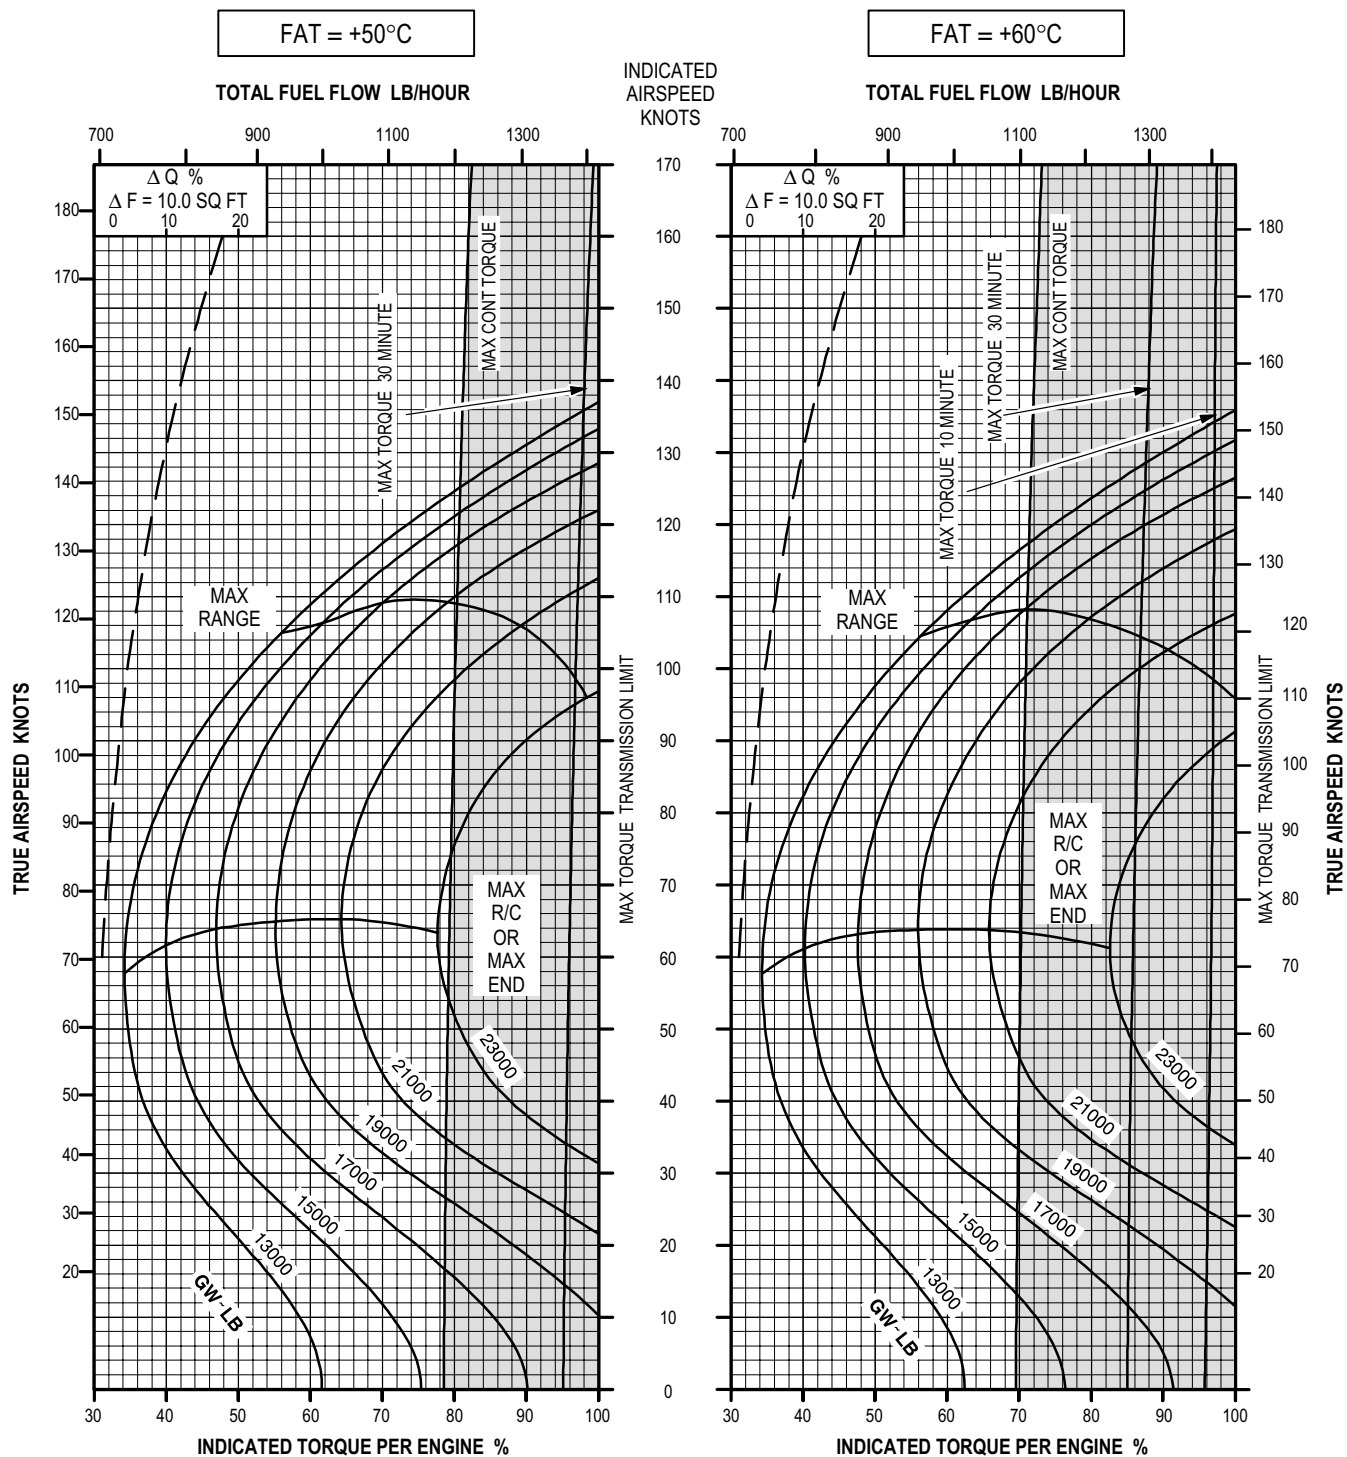 FAT = +50°C
FAT = +60°C
TOTAL FUEL FLOW LB/HOUR
INDICATED
AIRSPEED
KNOTS
TOTAL FUEL FLOW LB/HOUR
700 900 1100 1300
700 900 1100 1300
Δ Q %
Δ F = 10.0 SQ FT
0 10 20
Δ Q %
Δ F = 10.0 SQ FT
0 10 20
TRUE AIRSPEED KNOTS
180
170
160
150
140
130
120
110
100
90
80
70
60
50
40
30
20
MAX TORQUE 30 MINUTE
MAX CONT TORQUE
MAX
RANGE
MAX
R/C
OR
MAX
END
23000
21000
19000
17000
15000
13000
GW~LB
MAX TORQUE TRANSMISSION LIMIT
30 40 50 60 70 80 90 100
INDICATED TORQUE PER ENGINE %
170
160
150
140
130
120
110
100
90
80
70
60
50
40
30
20
10
0
MAX TORQUE 10 MINUTE
MAX TORQUE 30 MINUTE
MAX CONT TORQUE
MAX
RANGE
MAX
R/C
OR
MAX
END
23000
21000
19000
17000
15000
13000
GW~LB
MAX TORQUE TRANSMISSION LIMIT
180
170
160
150
140
130
120
110
100
90
80
70
60
50
40
30
20
TRUE AIRSPEED KNOTS
30 40 50 60 70 80 90 100
INDICATED TORQUE PER ENGINE %